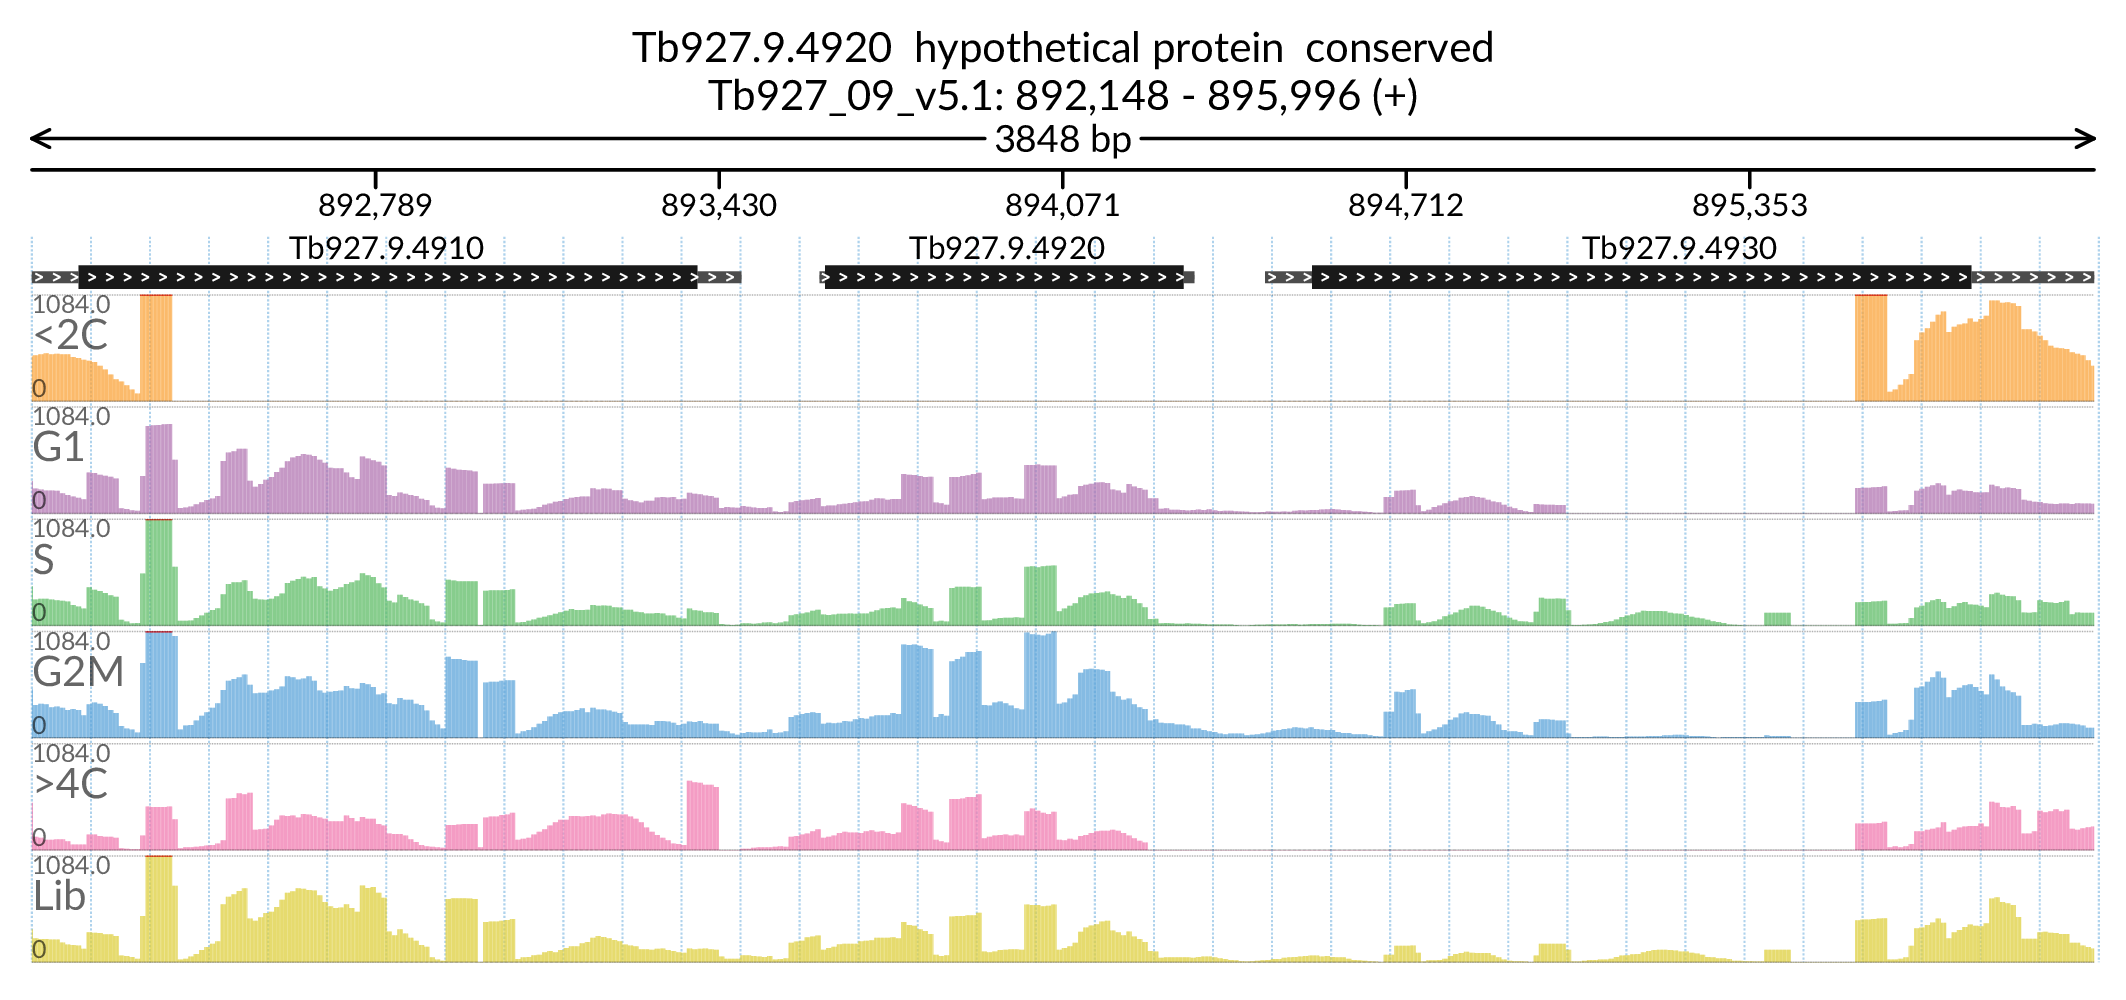 Tb927.9.4920  hypothetical protein  conserved
Tb927_09_v5.1: 892,148 - 895,996 (+)
3848 bp
892,789 893,430 894,071 894,712 895,353
Tb927.9.4910 Tb927.9.4920 Tb927.9.4930
1084.0
<2C
0
1084.0
G1
0
1084.0
S
0
1084.0
G2M
0
1084.0
>4C
0
1084.0
Lib
0